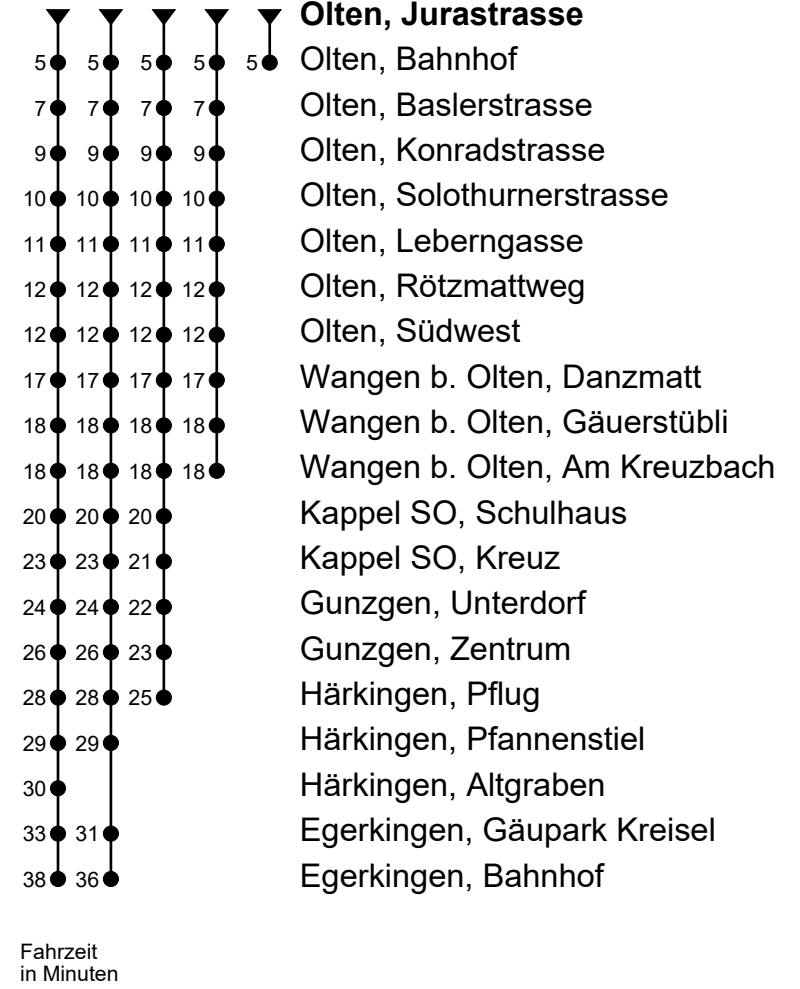 Olten, Jurastrasse
5 5 5 5 5 Olten, Bahnhof
7 7 7 7 Olten, Baslerstrasse
9 9 9 9 Olten, Konradstrasse
10 10 10 10 Olten, Solothurnerstrasse
11 11 11 11 Olten, Leberngasse
12 12 12 12 Olten, Rötzmattweg
12 12 12 12 Olten, Südwest
17 17 17 17 Wangen b. Olten, Danzmatt
18 18 18 18 Wangen b. Olten, Gäuerstübli
18 18 18 18 Wangen b. Olten, Am Kreuzbach
20 20 20 Kappel SO, Schulhaus
23 23 21 Kappel SO, Kreuz
24 24 22 Gunzgen, Unterdorf
26 26 23 Gunzgen, Zentrum
28 28 25 Härkingen, Pflug
29 29 Härkingen, Pfannenstiel
30 Härkingen, Altgraben
33 31 Egerkingen, Gäupark Kreisel
38 36 Egerkingen, Bahnhof
Fahrzeit
in Minuten